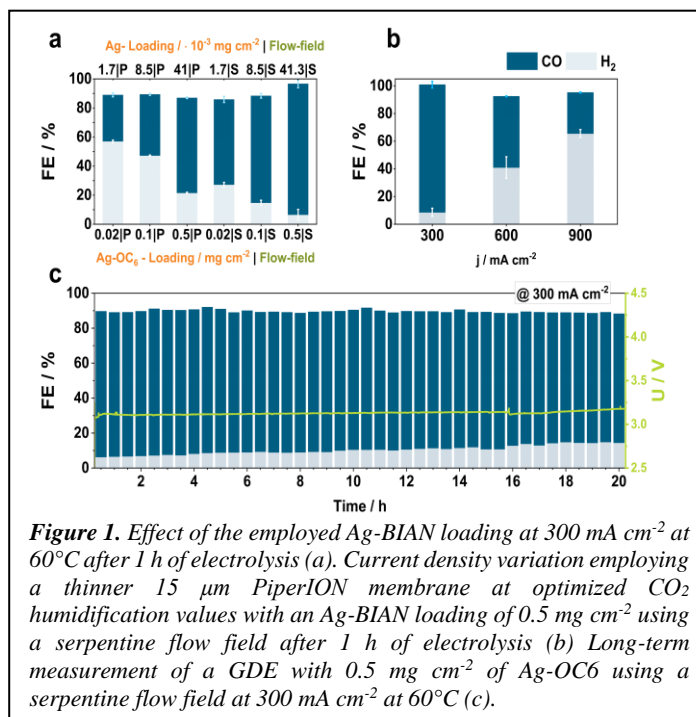 a
Ag- Loading / · 10⁻³ mg cm⁻² | Flow-field
1.7|P 8.5|P 41|P 1.7|S 8.5|S 41.3|S
100
80
60
40
20
0
FE / %
0.02|P 0.1|P 0.5|P 0.02|S 0.1|S 0.5|S
Ag-OC₆ - Loading / mg cm⁻² | Flow-field
b
CO H₂
100
80
60
40
20
0
FE / %
300 600 900
j / mA cm⁻²
c
@ 300 mA cm⁻²
100
80
60
40
20
0
FE / %
4.5
4.0
3.5
3.0
2.5
U / V
2 4 6 8 10 12 14 16 18 20
Time / h
Figure 1. Effect of the employed Ag-BIAN loading at 300 mA cm⁻² at
60°C after 1 h of electrolysis (a). Current density variation employing
a thinner 15 μm PiperION membrane at optimized CO₂
humidification values with an Ag-BIAN loading of 0.5 mg cm⁻² using
a serpentine flow field after 1 h of electrolysis (b) Long-term
measurement of a GDE with 0.5 mg cm⁻² of Ag-OC6 using a
serpentine flow field at 300 mA cm⁻² at 60°C (c).